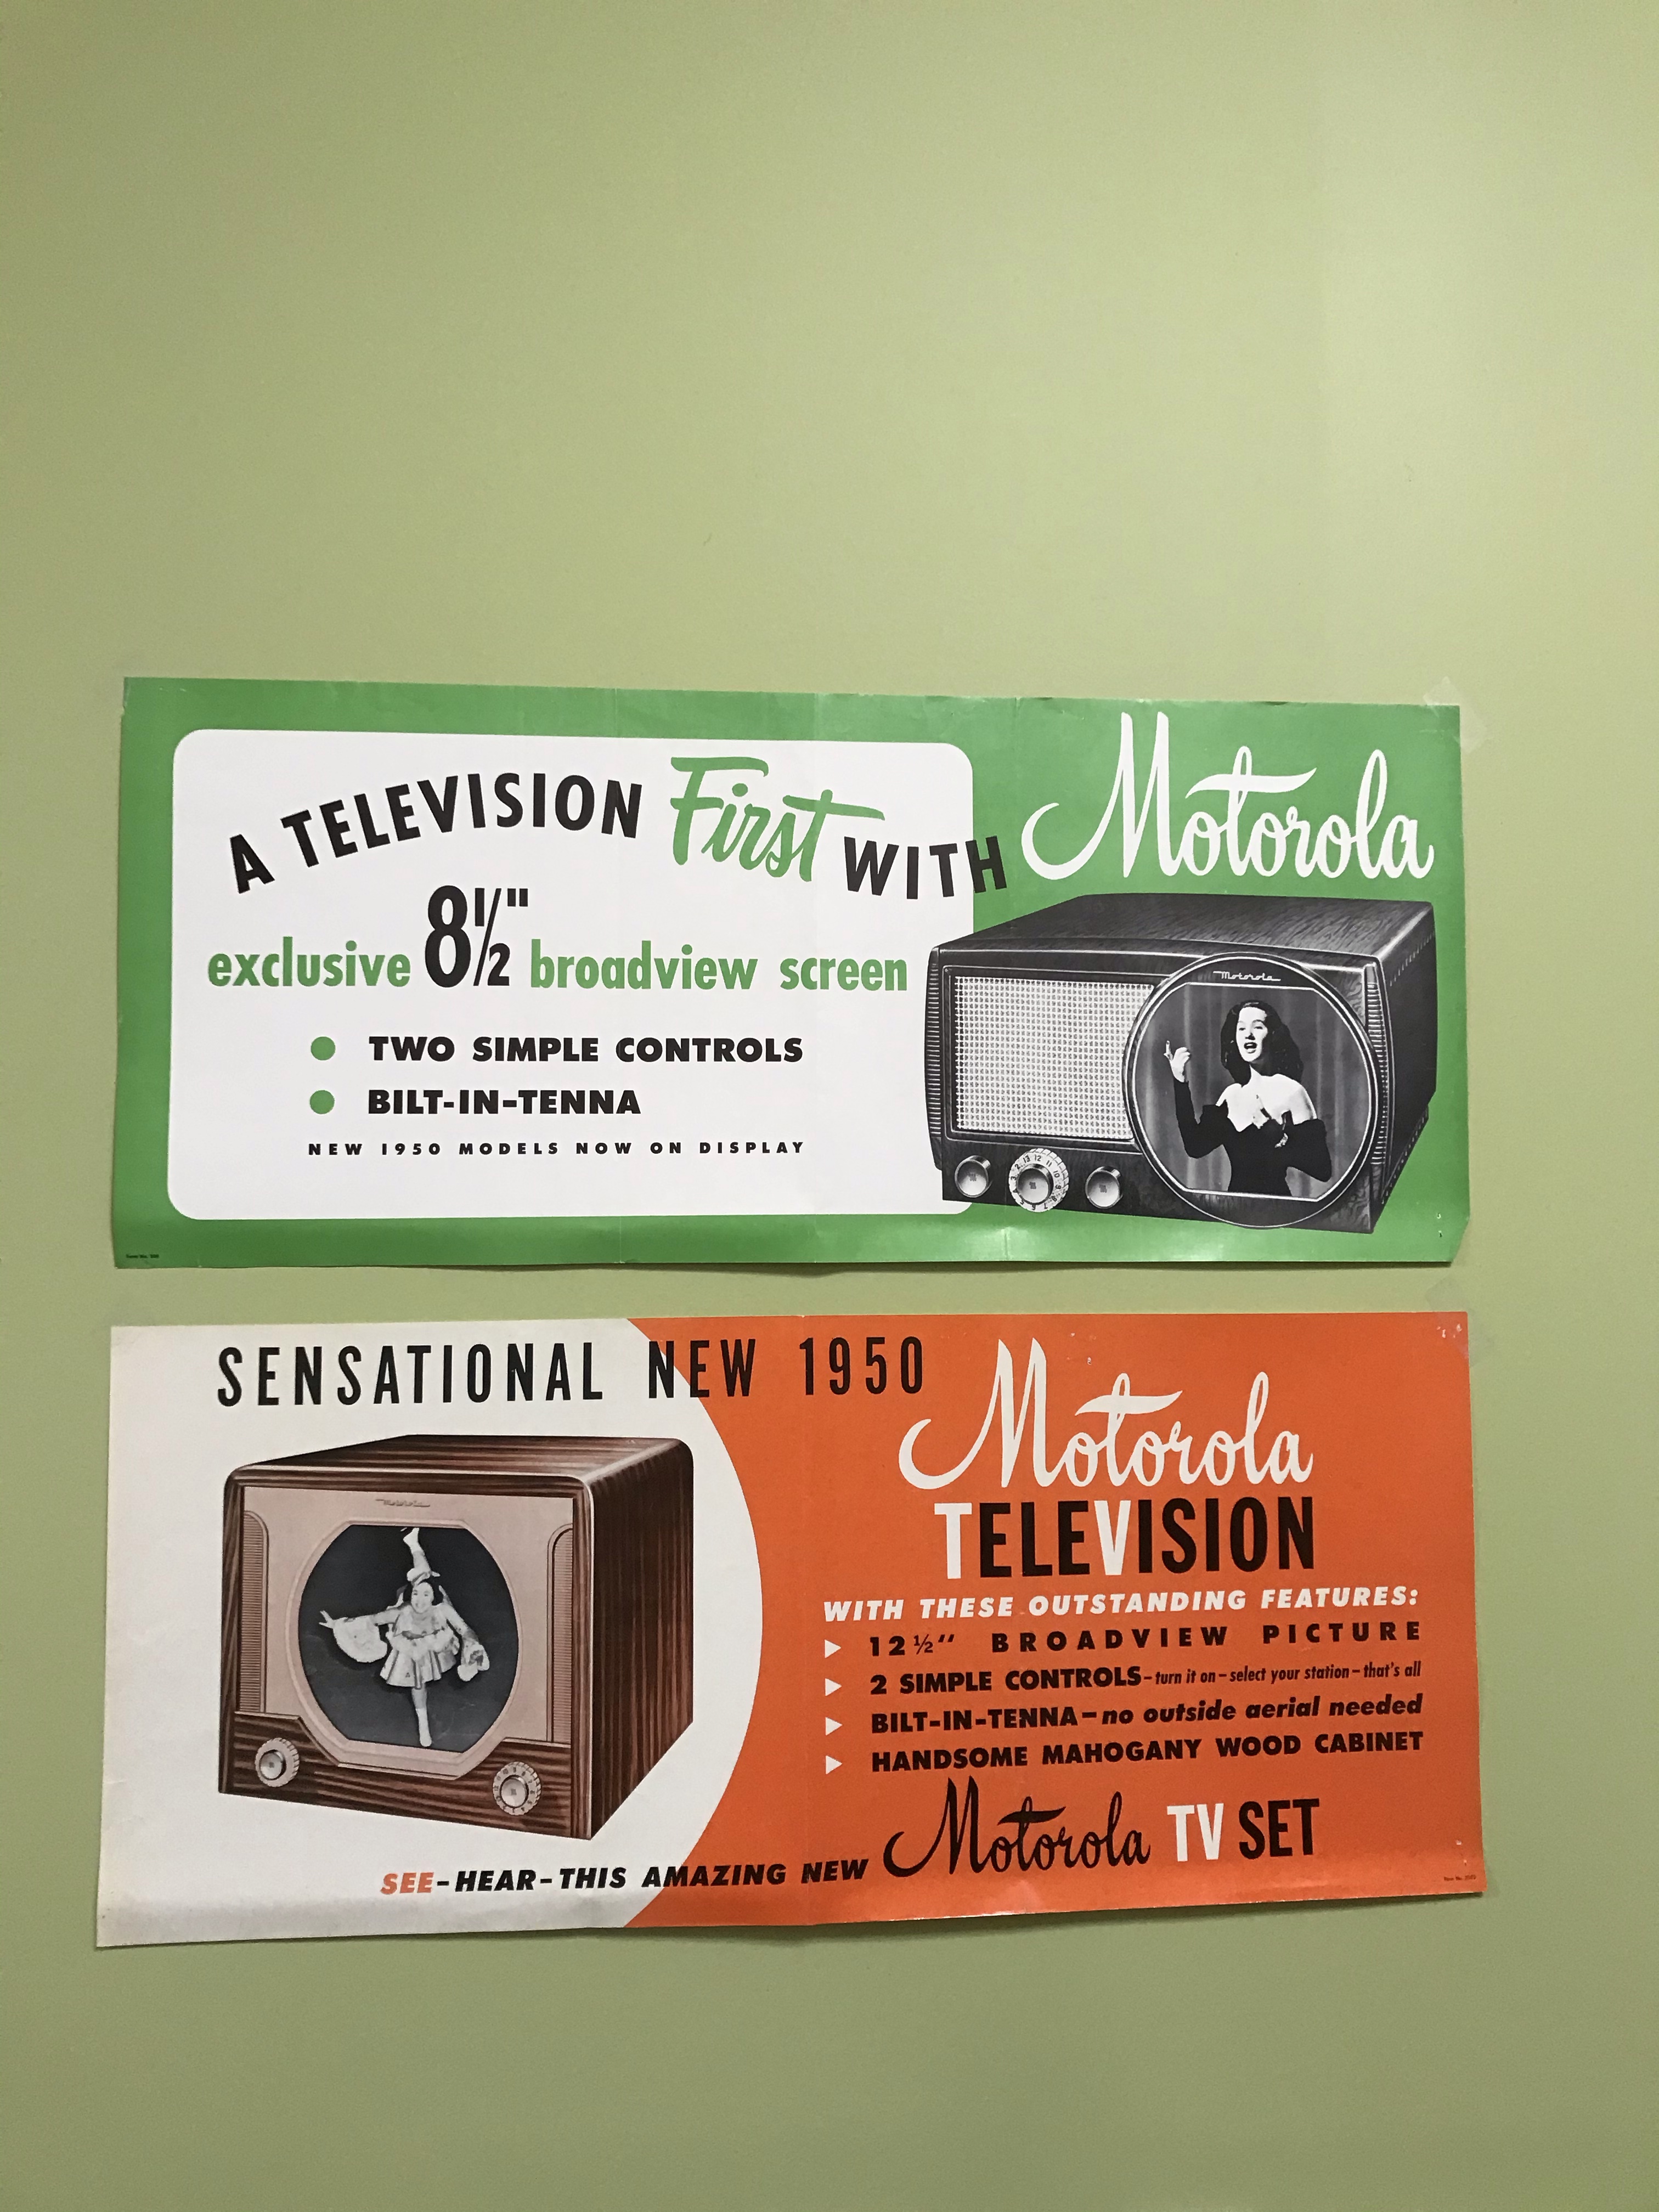 A TELEVISION First WITH Motorola
exclusive 8½" broadview screen
TWO SIMPLE CONTROLS
BILT-IN-TENNA
NEW 1950 MODELS NOW ON DISPLAY
Motorola
SENSATIONAL NEW 1950
Motorola
TELEVISION
WITH THESE OUTSTANDING FEATURES:
12½" BROADVIEW PICTURE
2 SIMPLE CONTROLS-turn it on-select your station-that's all
BILT-IN-TENNA-no outside aerial needed
HANDSOME MAHOGANY WOOD CABINET
Motorola
SEE-HEAR-THIS AMAZING NEW Motorola TV SET